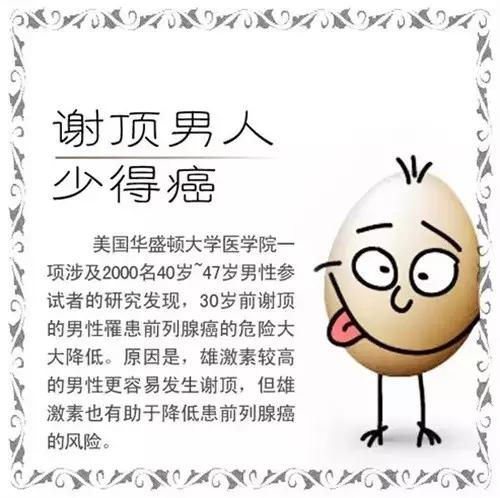 谢顶男人
少得癌
美国华盛顿大学医学院一
项涉及2000名40岁~47岁男性参
试者的研究发现，30岁前谢顶
的男性罹患前列腺癌的危险大
大降低。原因是，雄激素较高
的男性更容易发生谢顶，但雄
激素也有助于降低患前列腺癌
的风险。